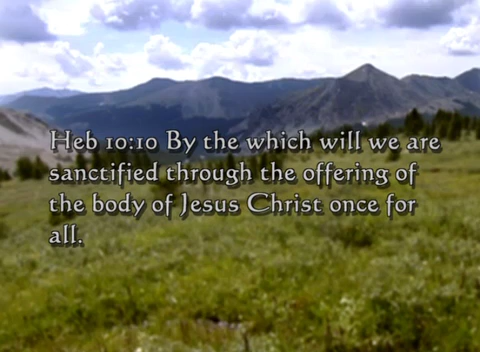 Heb 10:10 By the which will we are
sanctified through the offering of
the body of Jesus Christ once for
all.